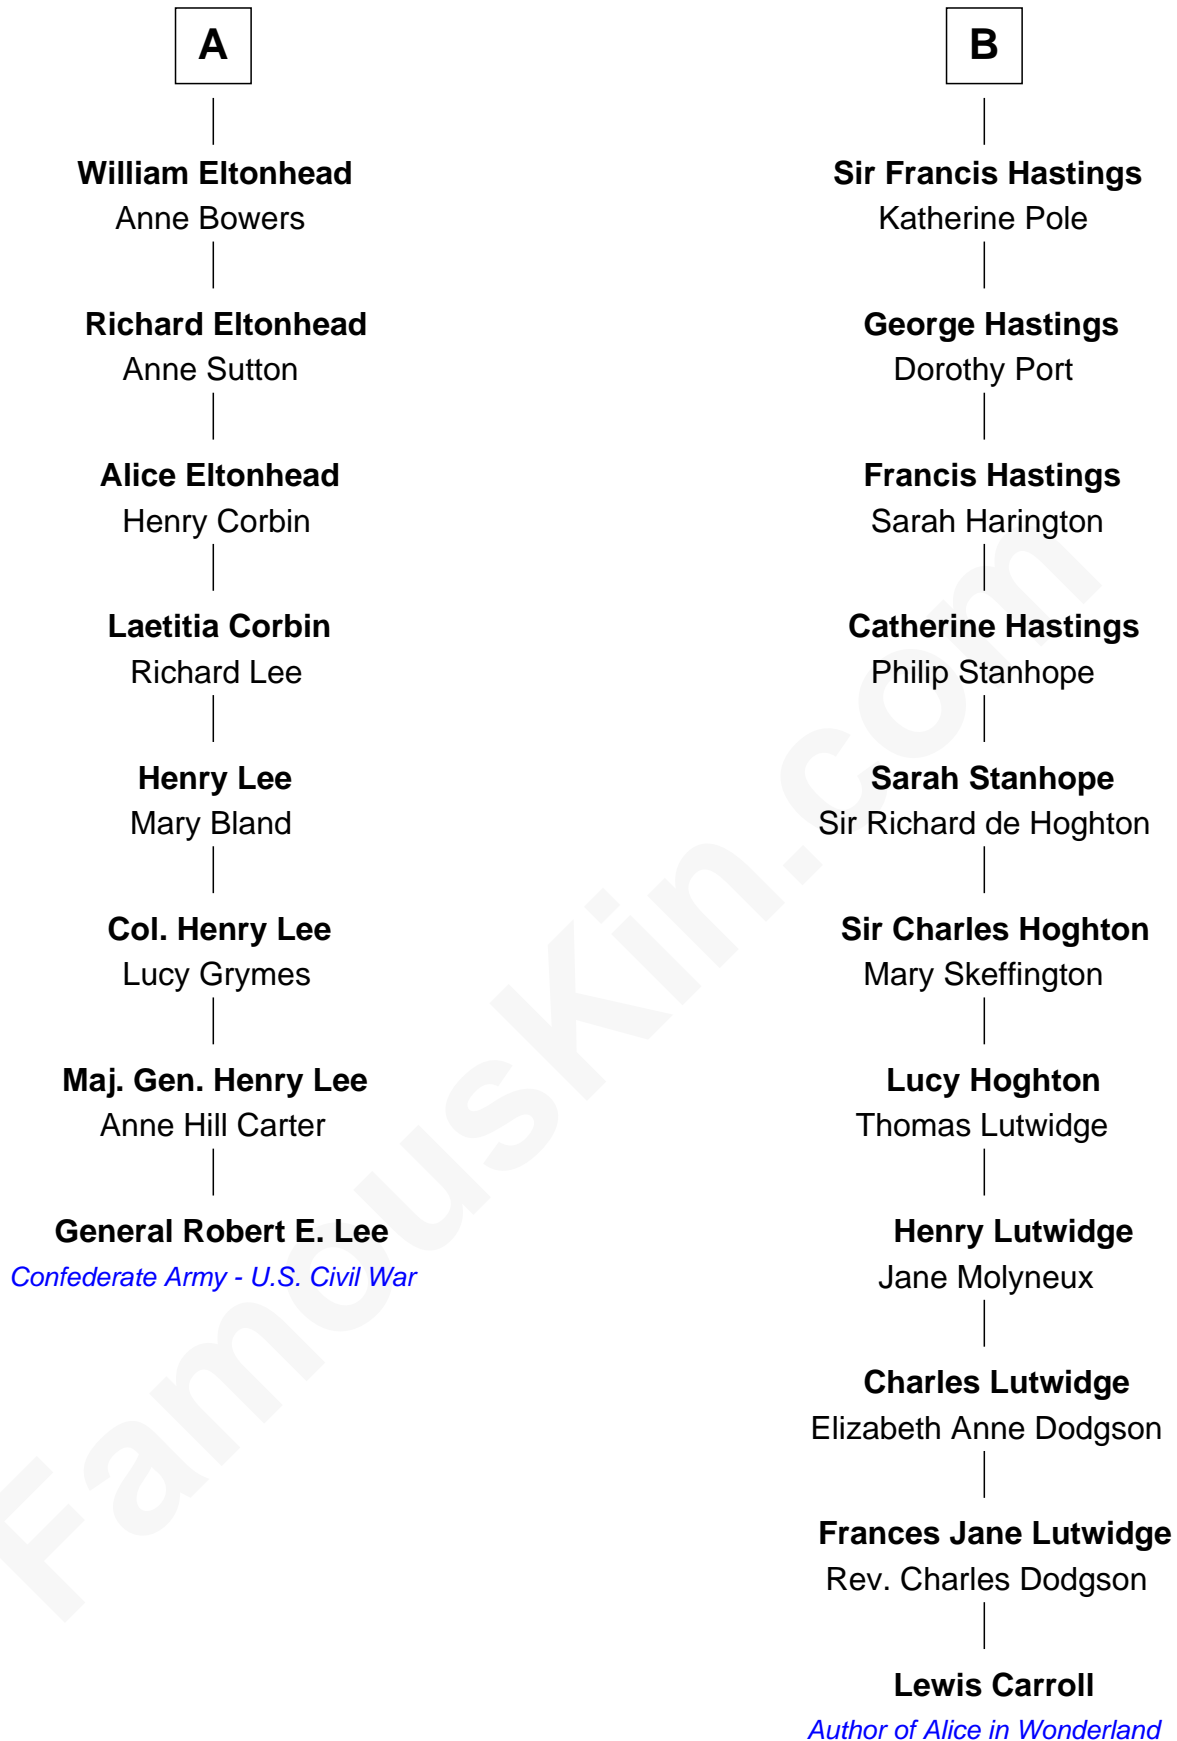 A
William Eltonhead
Anne Bowers
Richard Eltonhead
Anne Sutton
Alice Eltonhead
Henry Corbin
Laetitia Corbin
Richard Lee
Henry Lee
Mary Bland
Col. Henry Lee
Lucy Grymes
Maj. Gen. Henry Lee
Anne Hill Carter
General Robert E. Lee
Confederate Army - U.S. Civil War
B
Sir Francis Hastings
Katherine Pole
George Hastings
Dorothy Port
Francis Hastings
Sarah Harington
Catherine Hastings
Philip Stanhope
Sarah Stanhope
Sir Richard de Hoghton
Sir Charles Hoghton
Mary Skeffington
Lucy Hoghton
Thomas Lutwidge
Henry Lutwidge
Jane Molyneux
Charles Lutwidge
Elizabeth Anne Dodgson
Frances Jane Lutwidge
Rev. Charles Dodgson
Lewis Carroll
Author of Alice in Wonderland
FamousKin.com